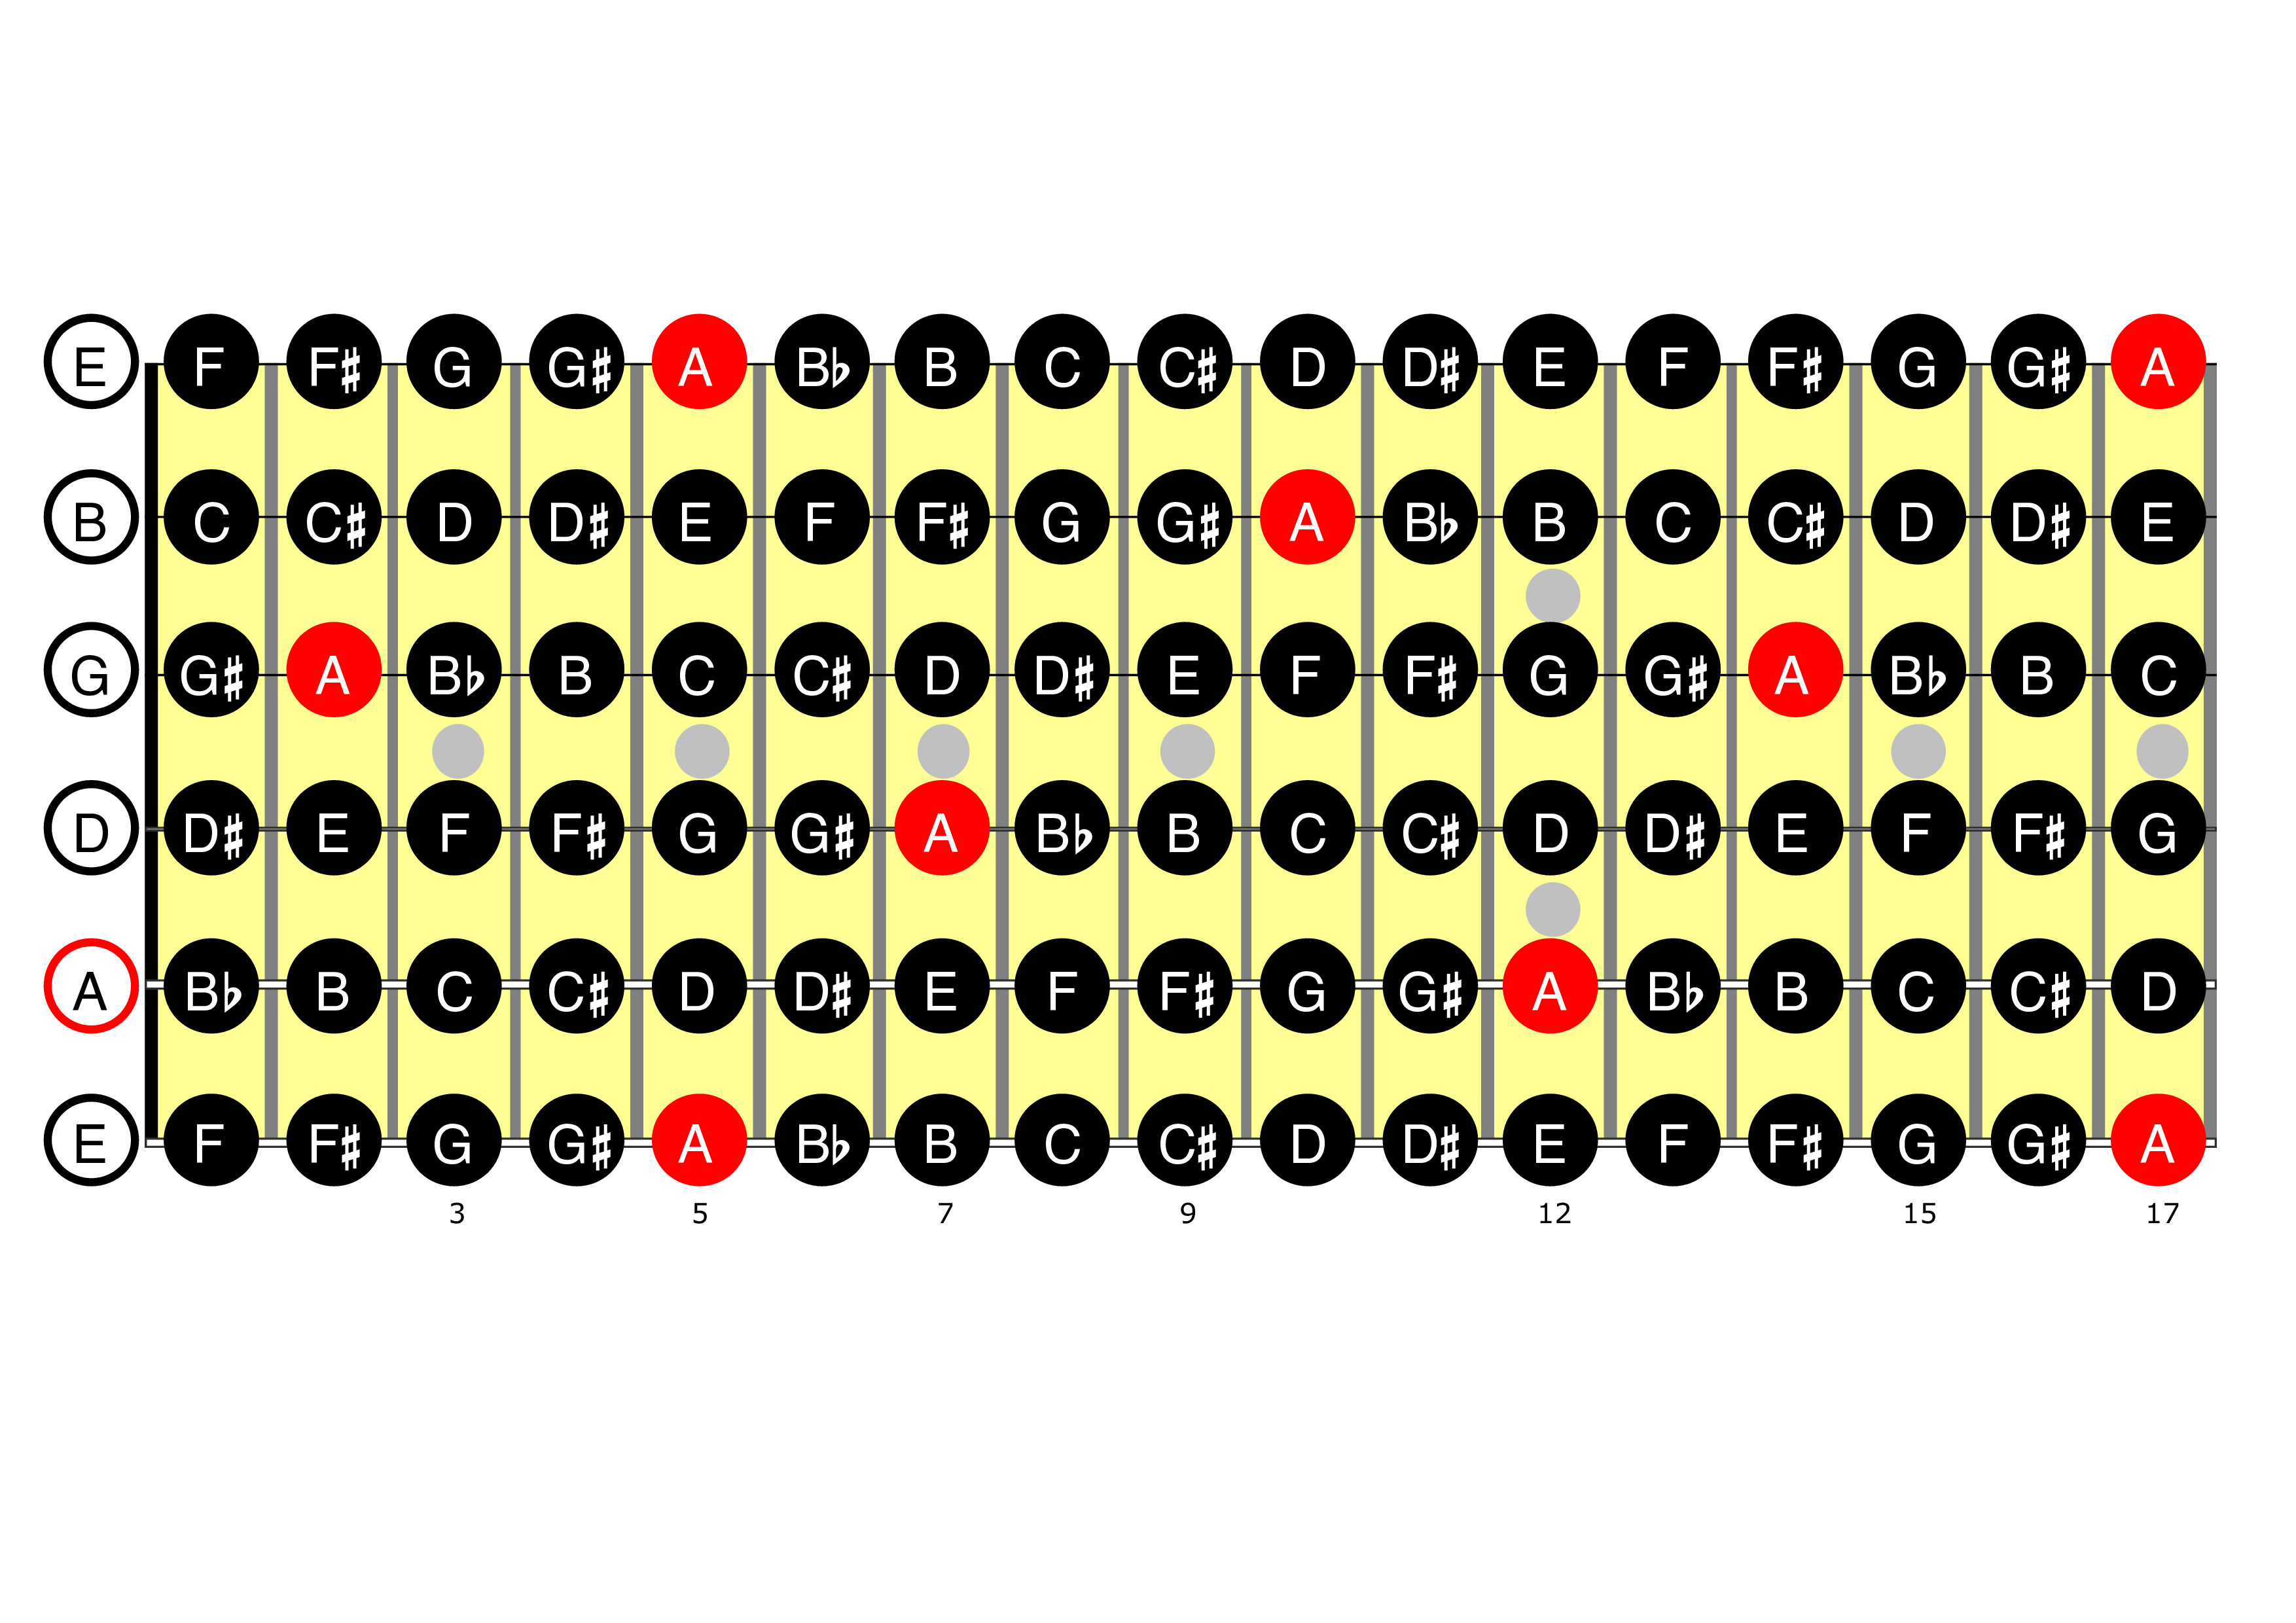 E F F♯ G G♯ A B♭ B C C♯ D D♯ E F F♯ G G♯ A
B C C♯ D D♯ E F F♯ G G♯ A B♭ B C C♯ D D♯ E
G G♯ A B♭ B C C♯ D D♯ E F F♯ G G♯ A B♭ B C
D D♯ E F F♯ G G♯ A B♭ B C C♯ D D♯ E F F♯ G
A B♭ B C C♯ D D♯ E F F♯ G G♯ A B♭ B C C♯ D
E F F♯ G G♯ A B♭ B C C♯ D D♯ E F F♯ G G♯ A
3 5 7 9 12 15 17